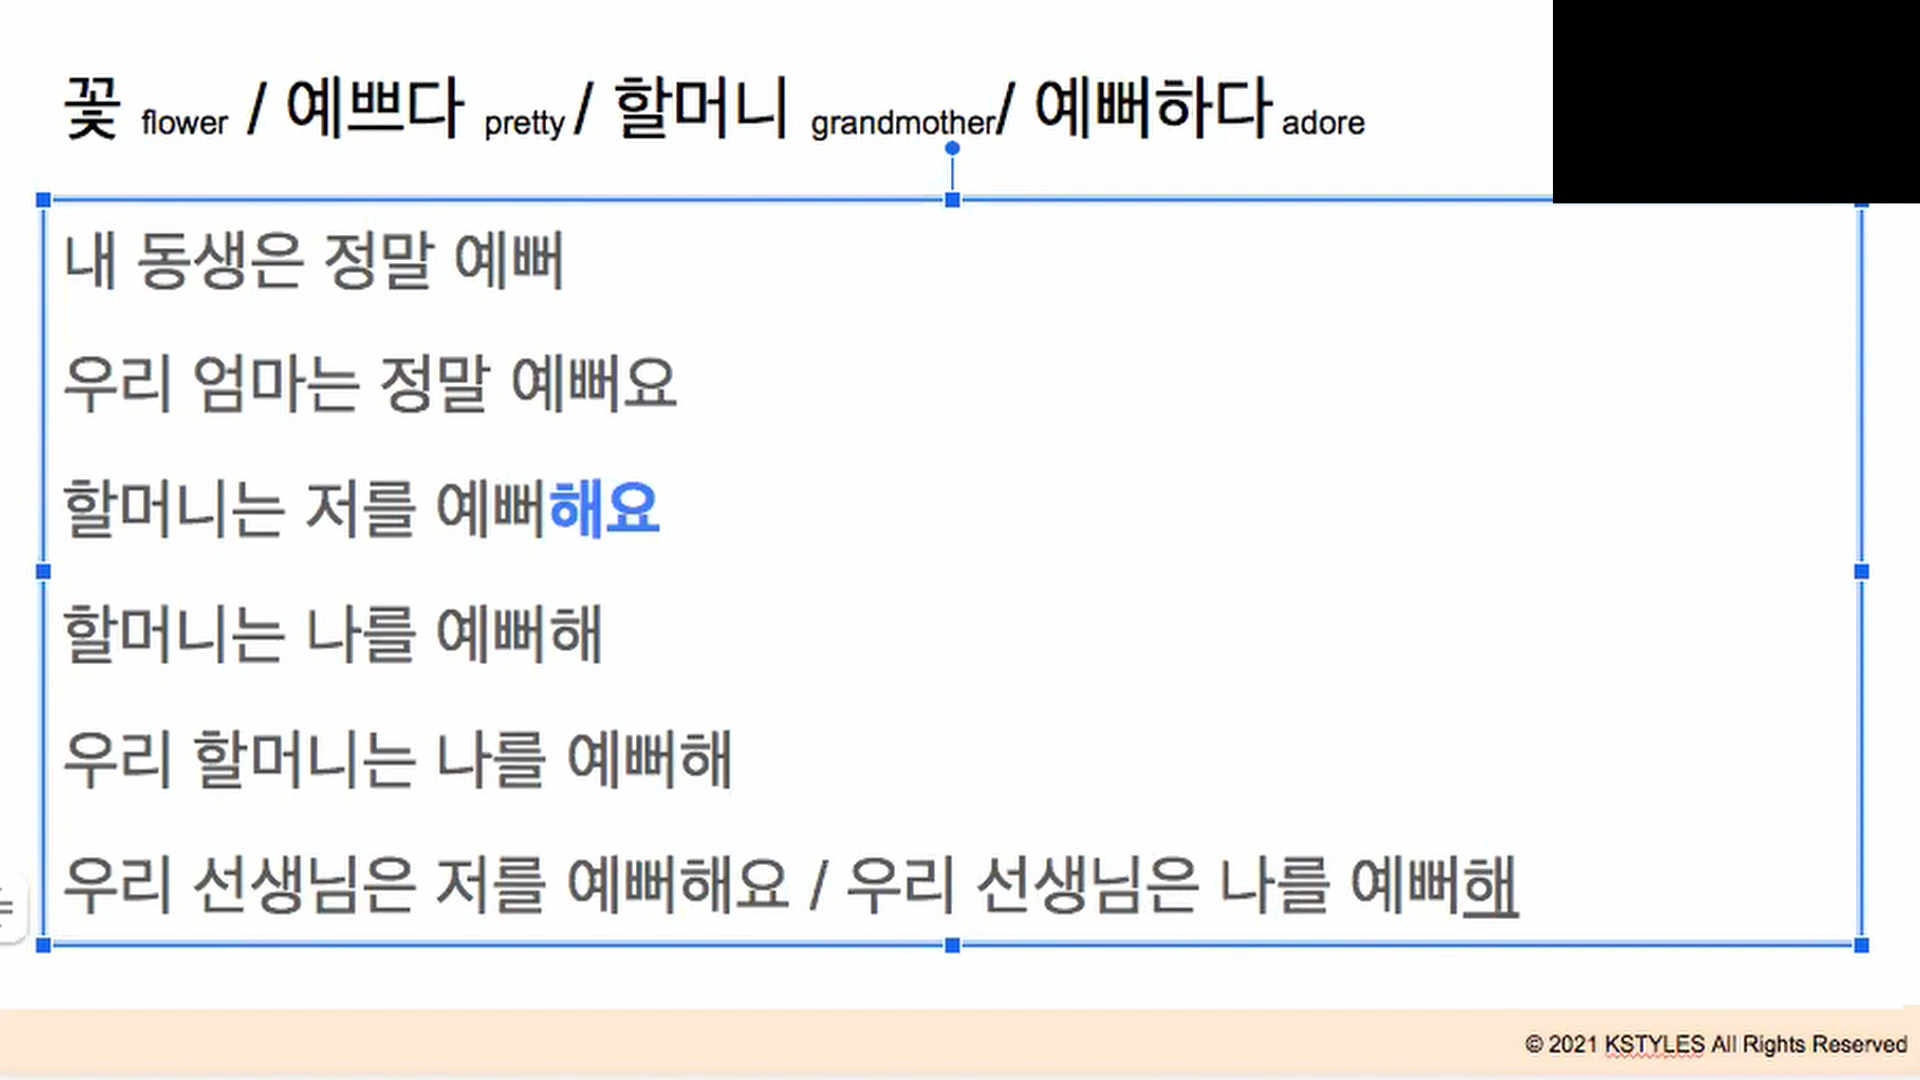 꽃 flower / 예쁘다 pretty / 할머니 grandmother/ 예뻐하다 adore
내 동생은 정말 예뻐
우리 엄마는 정말 예뻐요
할머니는 저를 예뻐해요
할머니는 나를 예뻐해
우리 할머니는 나를 예뻐해
우리 선생님은 저를 예뻐해요 / 우리 선생님은 나를 예뻐해
© 2021 KSTYLES All Rights Reserved